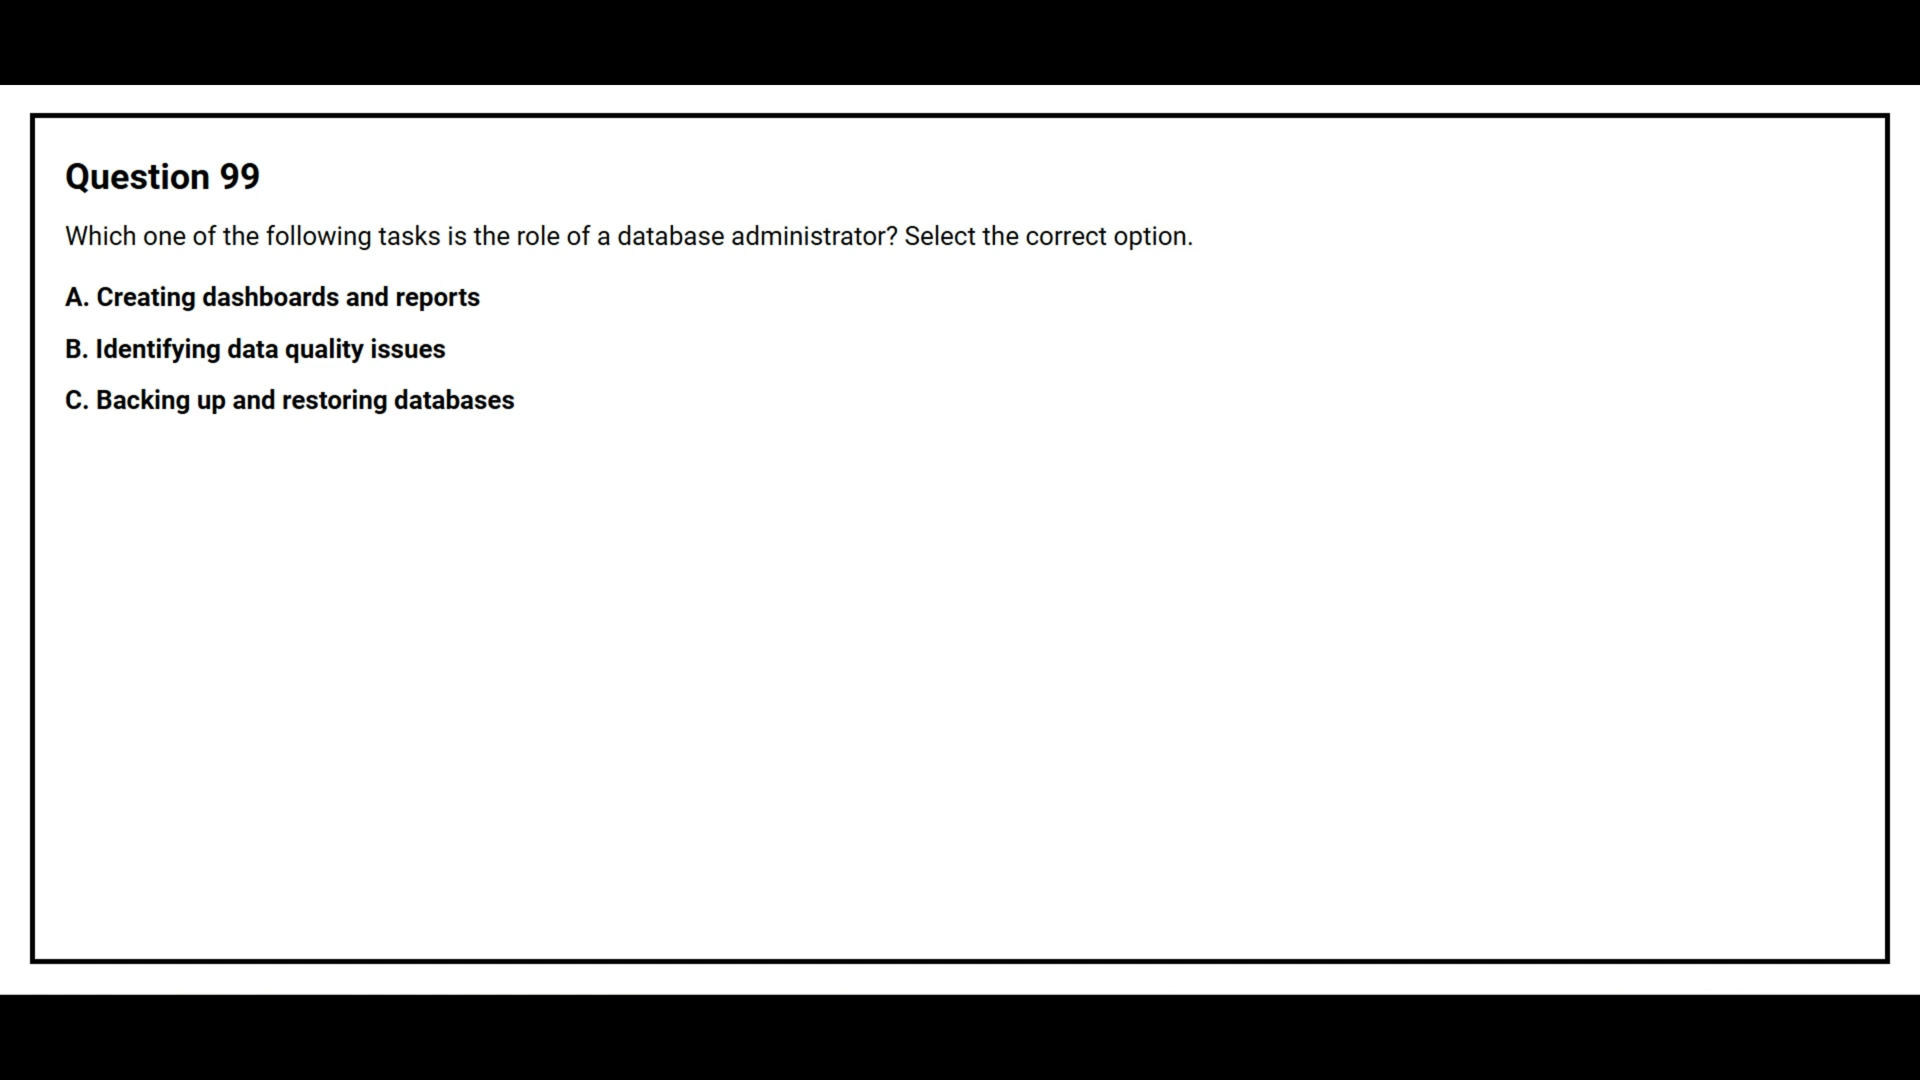 Question 99
Which one of the following tasks is the role of a database administrator? Select the correct option.
A. Creating dashboards and reports
B. Identifying data quality issues
C. Backing up and restoring databases